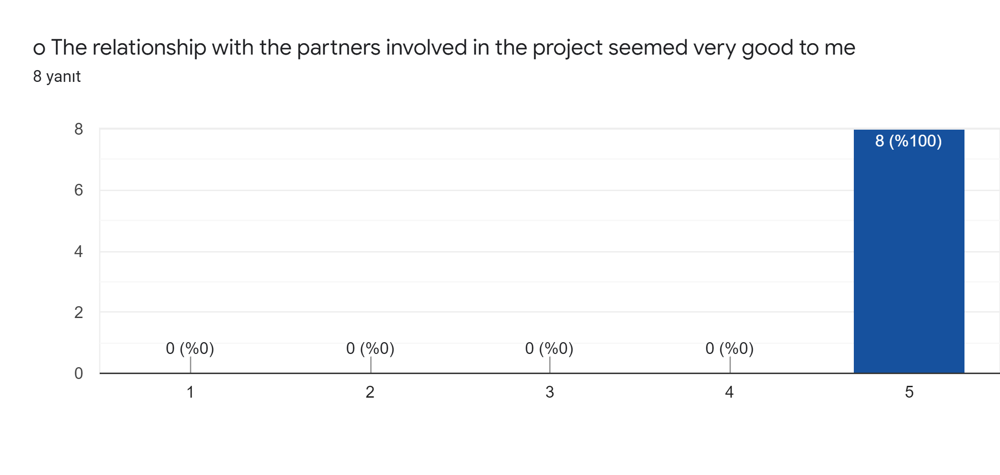 o The relationship with the partners involved in the project seemed very good to me
8 yanıt
8
8 (%100)
6
4
2
0 (%0) 0 (%0) 0 (%0) 0 (%0)
0
1 2 3 4 5